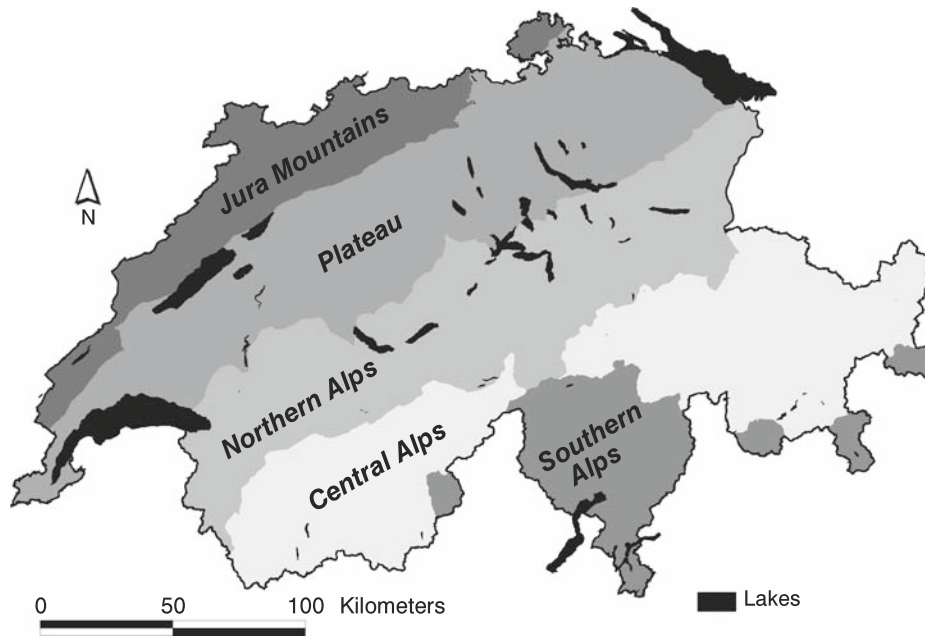 Jura Mountains
Plateau
N
Northern Alps
Central Alps
Southern
Alps
0 50 100 Kilometers
Lakes